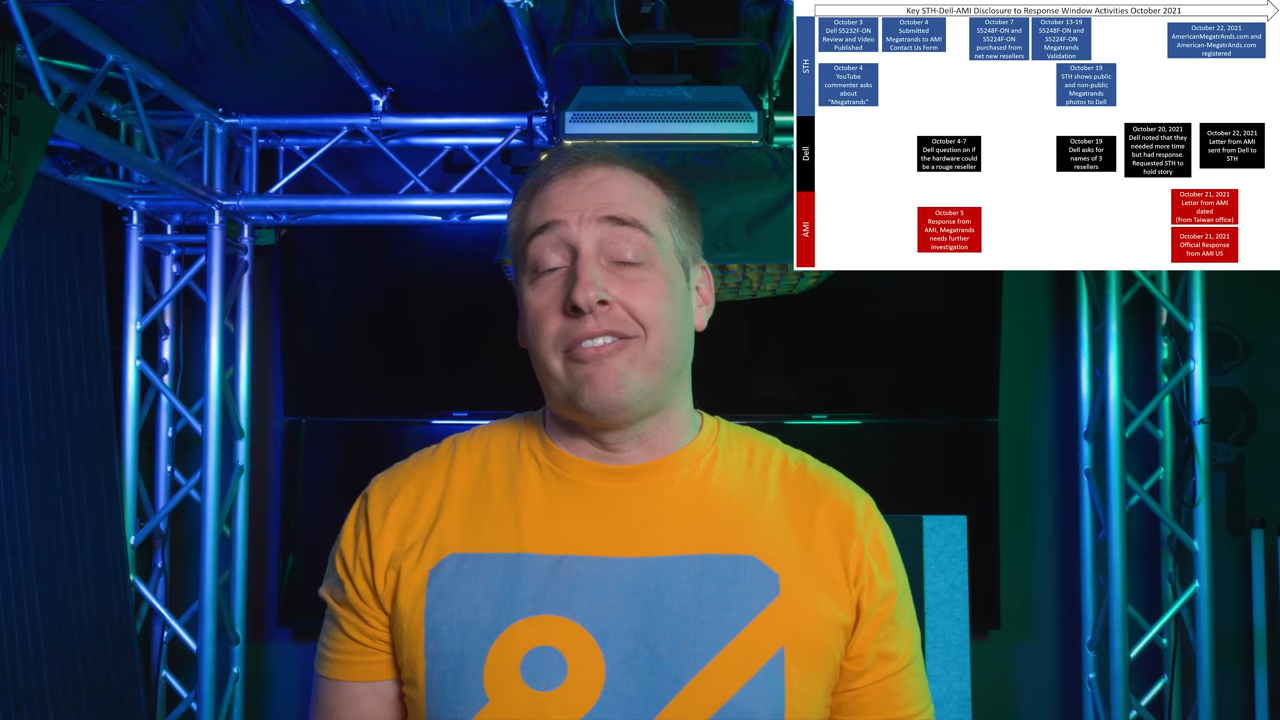 Key STH-Dell-AMI Disclosure to Response Window Activities October 2021
STH
October 3
Dell S5232F-ON
Review and Video
Published
October 4
Submitted
Megatrands to AMI
Contact Us Form
October 7
S5248F-ON and
S5224F-ON
purchased from
net new resellers
October 13-19
S5248F-ON and
S5224F-ON
Megatrands
Validation
October 22, 2021
AmericanMegatrAnds.com and
American-MegatrAnds.com
registered
October 4
YouTube
commenter asks
about
"Megatrands"
October 19
STH shows public
and non-public
Megatrands
photos to Dell
Dell
October 4-7
Dell question on if
the hardware could
be a rouge reseller
October 19
Dell asks for
names of 3
resellers
October 20, 2021
Dell noted that they
needed more time
but had response.
Requested STH to
hold story
October 22, 2021
Letter from AMI
sent from Dell to
STH
AMI
October 5
Response from
AMI, Megatrands
needs further
investigation
October 21, 2021
Letter from AMI
dated
(from Taiwan office)
October 21, 2021
Official Response
from AMI US